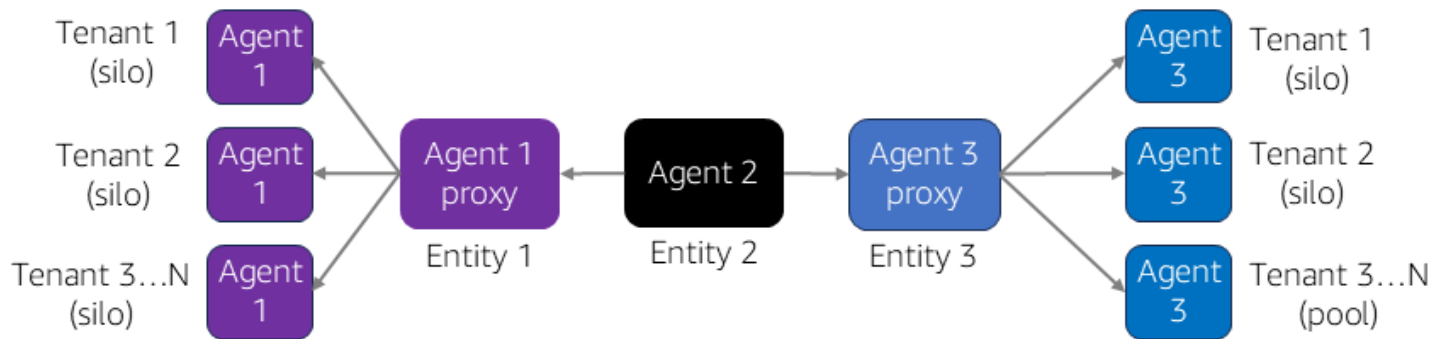 Tenant 1
(silo)
Agent
1
Tenant 2
(silo)
Agent
1
Tenant 3...N
(silo)
Agent
1
Agent 1
proxy
Entity 1
Agent 2
Entity 2
Agent 3
proxy
Entity 3
Agent
3
Tenant 1
(silo)
Agent
3
Tenant 2
(silo)
Agent
3
Tenant 3...N
(pool)